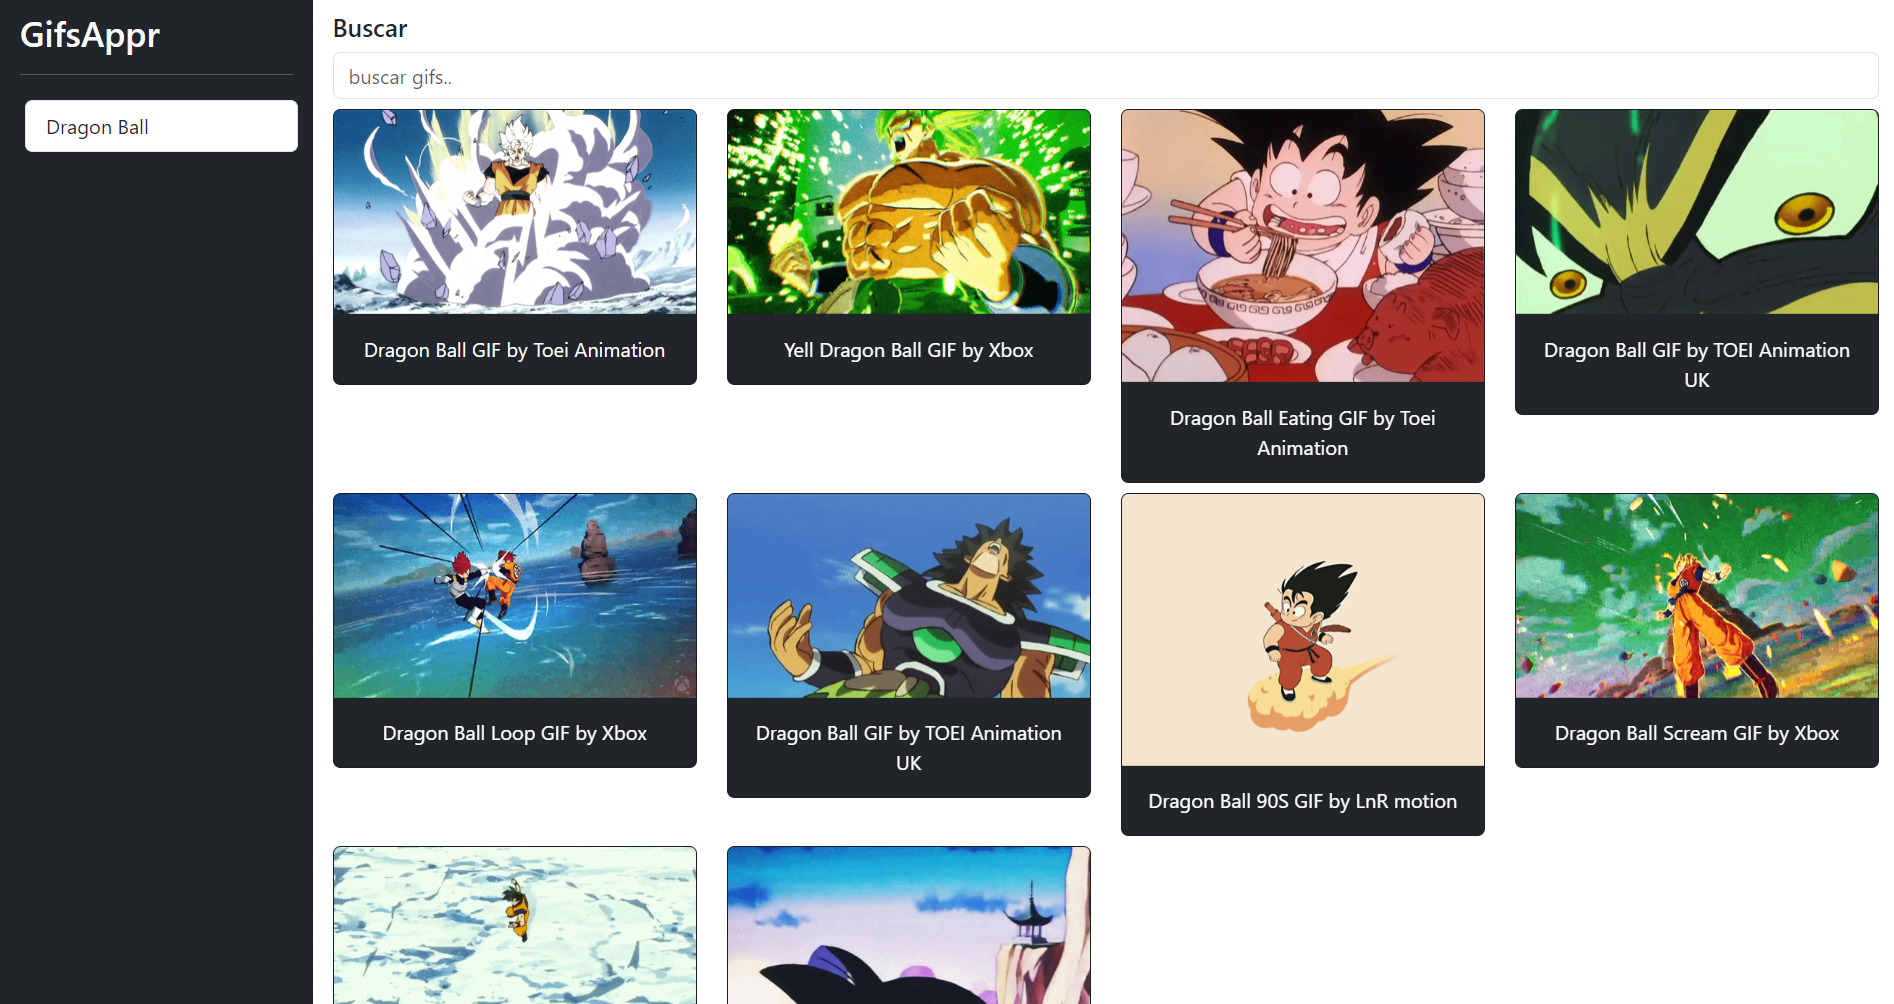 GifsAppr
Dragon Ball
Buscar
buscar gifs..
Dragon Ball GIF by Toei Animation
Yell Dragon Ball GIF by Xbox
Dragon Ball Eating GIF by Toei
Animation
Dragon Ball GIF by TOEI Animation
UK
Dragon Ball Loop GIF by Xbox
Dragon Ball GIF by TOEI Animation
UK
Dragon Ball 90S GIF by LnR motion
Dragon Ball Scream GIF by Xbox